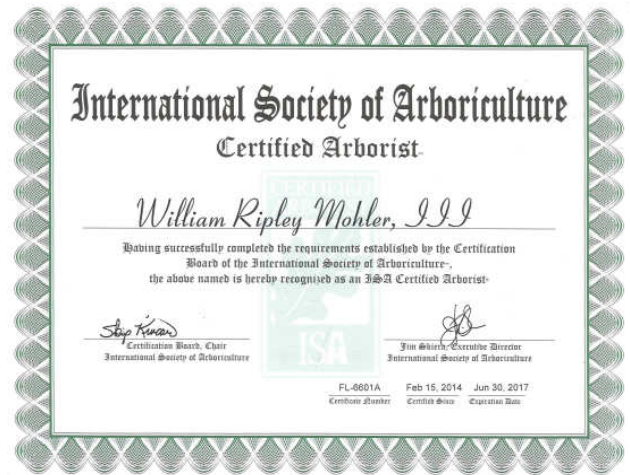 International Society of Arboriculture
Certified Arborist
CERTIFIED
William Ripley Mohler, III
Having successfully completed the requirements established by the Certification
Board of the International Society of Arboriculture,
the above named is hereby recognized as an ISA Certified Arborist
ISA
Certification Board, Chair
International Society of Arboriculture
Jim Skiera, Executive Director
International Society of Arboriculture
FL-6601A Feb 15, 2014 Jun 30, 2017
Certificate Number Certified Since Expiration Date